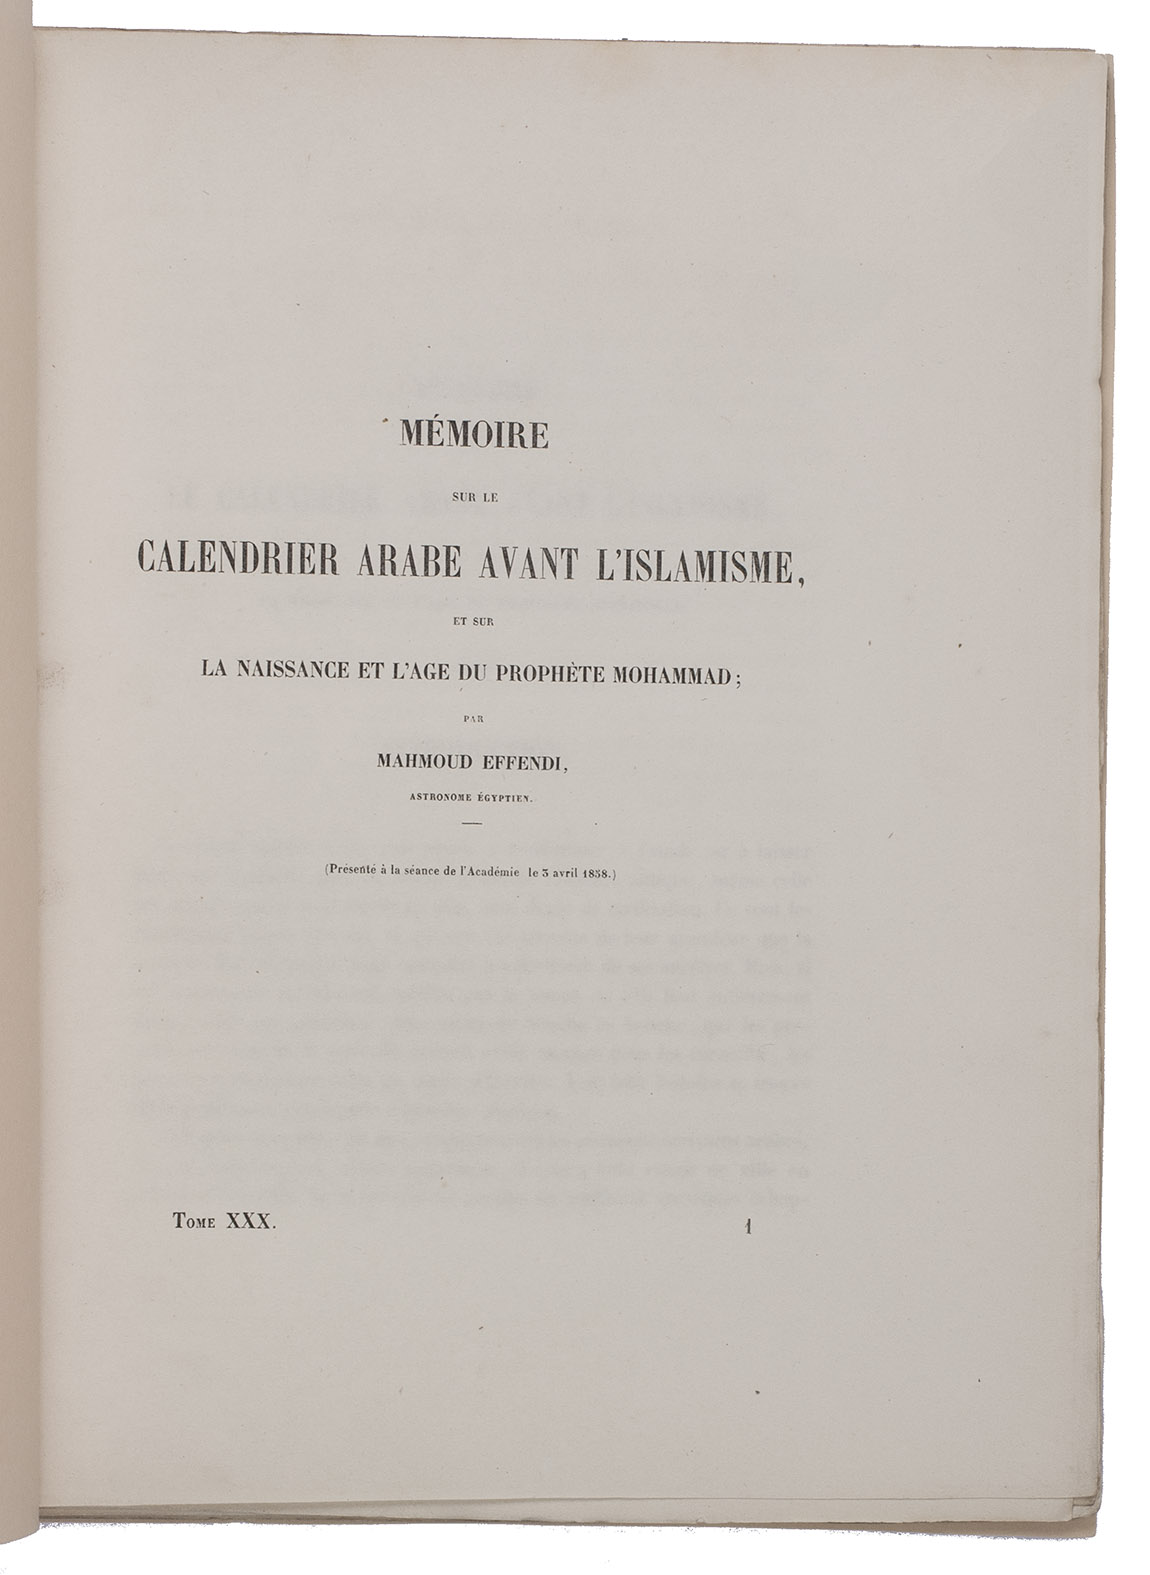 MÉMOIRE
SUR LE
CALENDRIER ARABE AVANT L'ISLAMISME,
ET SUR
LA NAISSANCE ET L'AGE DU PROPHÈTE MOHAMMAD;
PAR
MAHMOUD EFFENDI,
ASTRONOME ÉGYPTIEN.
(Présenté à la séance de l'Académie le 3 avril 1858.)
TOME XXX. 1